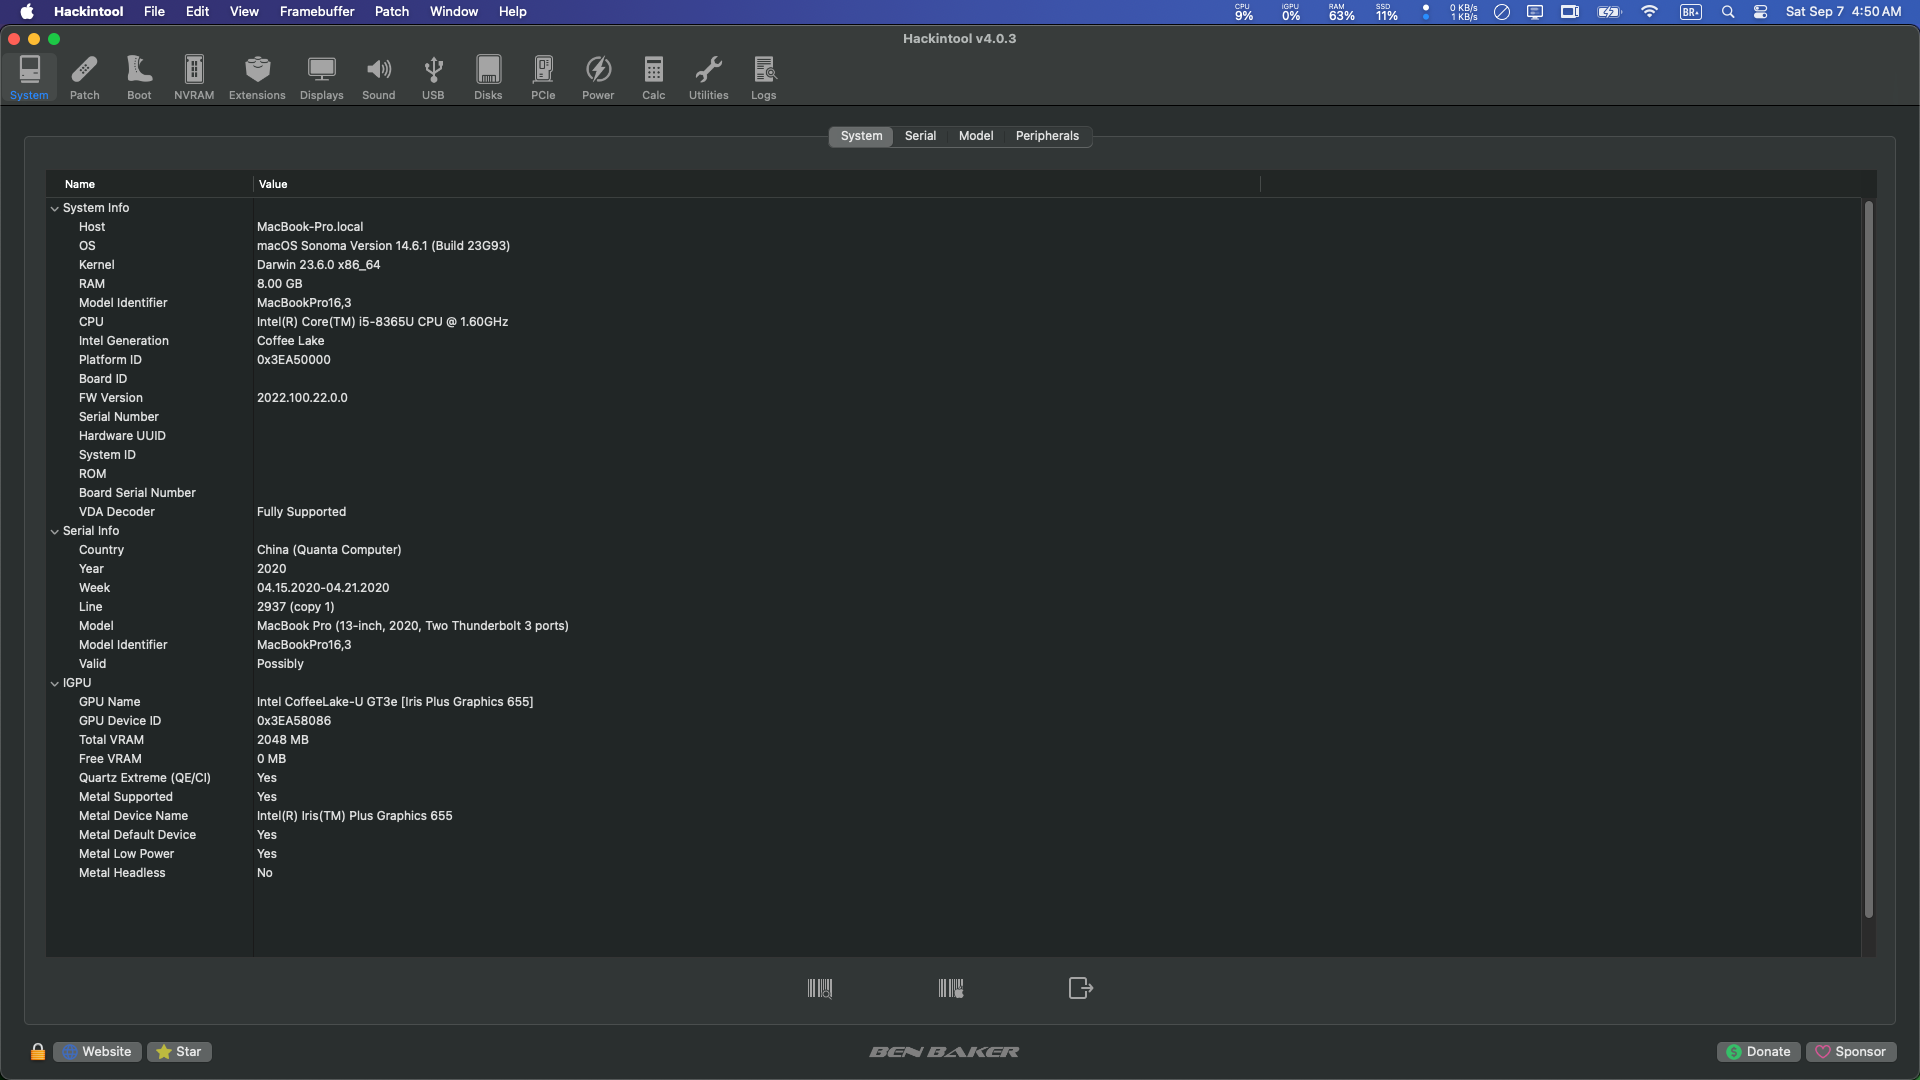 Hackintool File Edit View Framebuffer Patch Window Help CPU 9% IGPU 0% RAM 63% SSD 11% 0 KB/s 1 KB/s BR Sat Sep 7 4:50 AM
Hackintool v4.0.3
System Patch Boot NVRAM Extensions Displays Sound USB Disks PCIe Power Calc Utilities Logs
System Serial Model Peripherals
Name Value
System Info
Host MacBook-Pro.local
OS macOS Sonoma Version 14.6.1 (Build 23G93)
Kernel Darwin 23.6.0 x86_64
RAM 8.00 GB
Model Identifier MacBookPro16,3
CPU Intel(R) Core(TM) i5-8365U CPU @ 1.60GHz
Intel Generation Coffee Lake
Platform ID 0x3EA50000
Board ID
FW Version 2022.100.22.0.0
Serial Number
Hardware UUID
System ID
ROM
Board Serial Number
VDA Decoder Fully Supported
Serial Info
Country China (Quanta Computer)
Year 2020
Week 04.15.2020-04.21.2020
Line 2937 (copy 1)
Model MacBook Pro (13-inch, 2020, Two Thunderbolt 3 ports)
Model Identifier MacBookPro16,3
Valid Possibly
IGPU
GPU Name Intel CoffeeLake-U GT3e [Iris Plus Graphics 655]
GPU Device ID 0x3EA58086
Total VRAM 2048 MB
Free VRAM 0 MB
Quartz Extreme (QE/CI) Yes
Metal Supported Yes
Metal Device Name Intel(R) Iris(TM) Plus Graphics 655
Metal Default Device Yes
Metal Low Power Yes
Metal Headless No
Website Star BEN BAKER Donate Sponsor